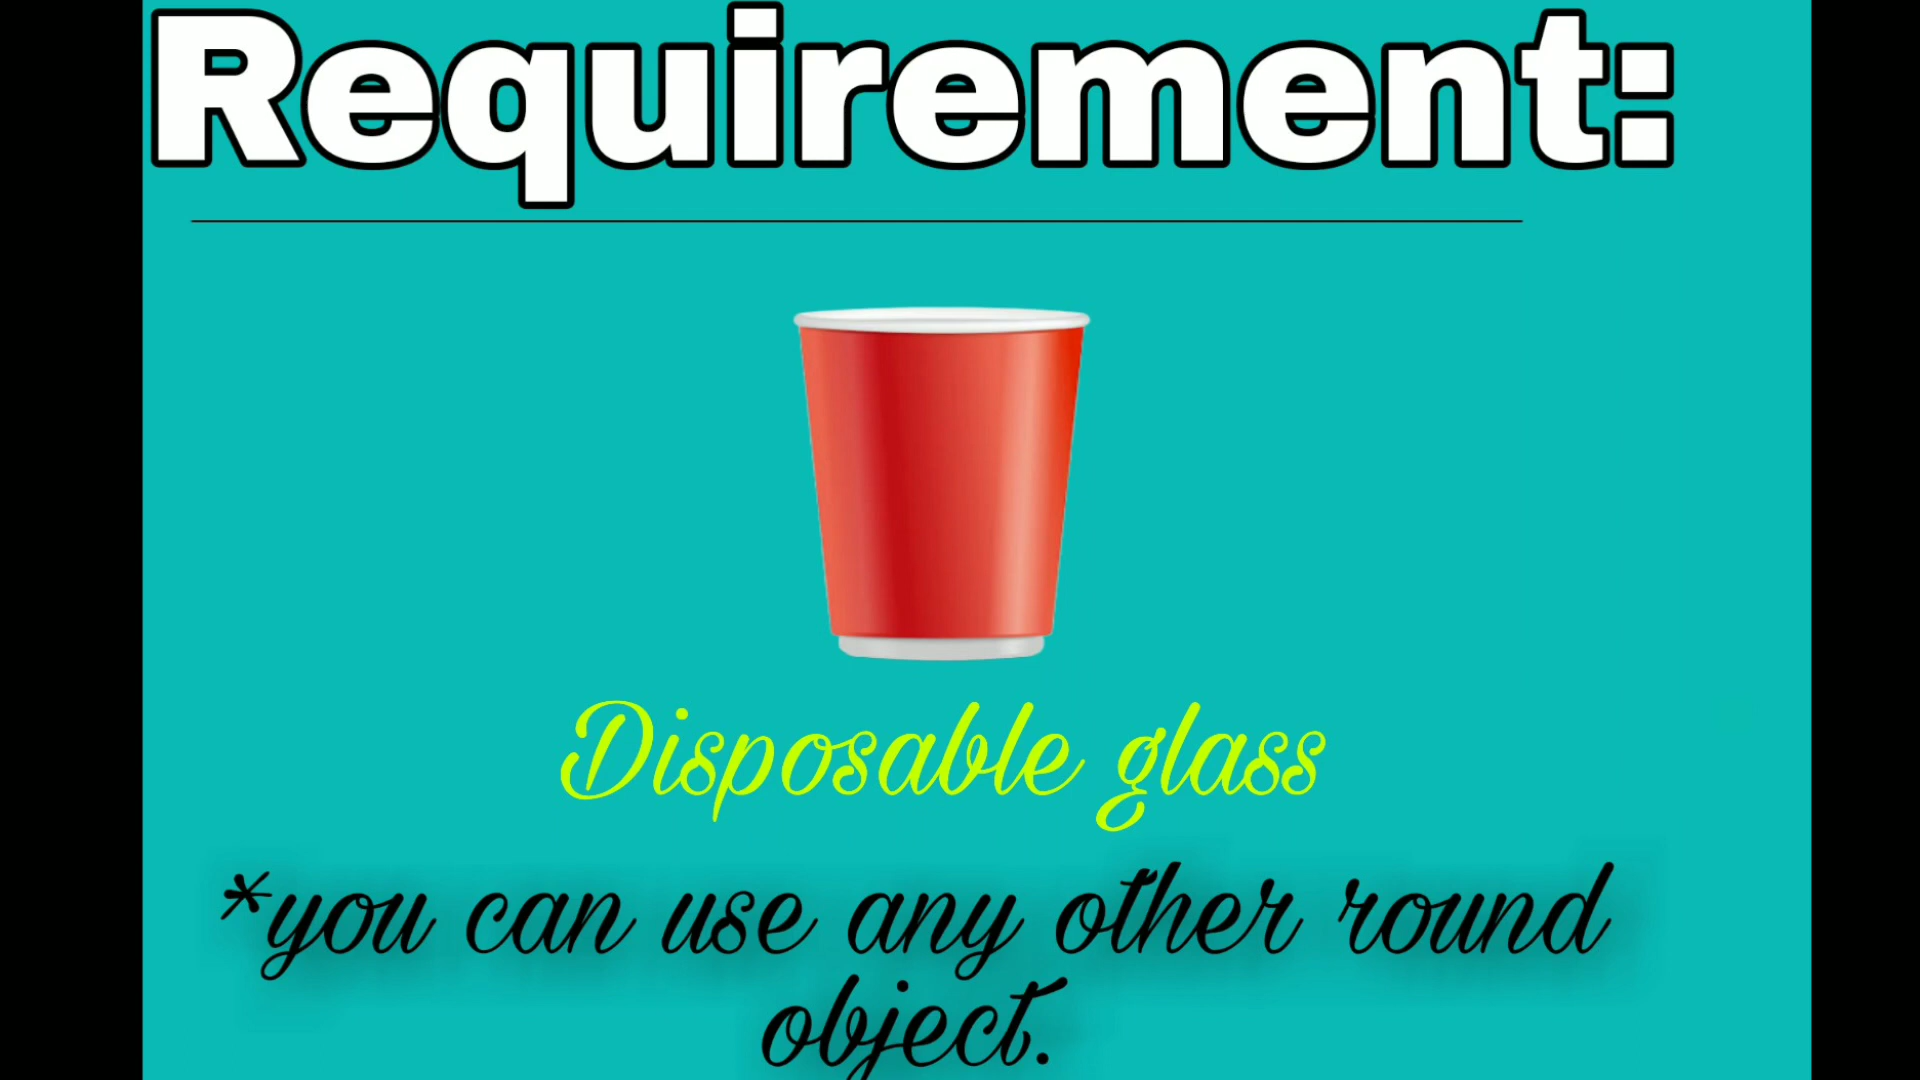 Requirement:
Disposable glass
*you can use any other round
object.